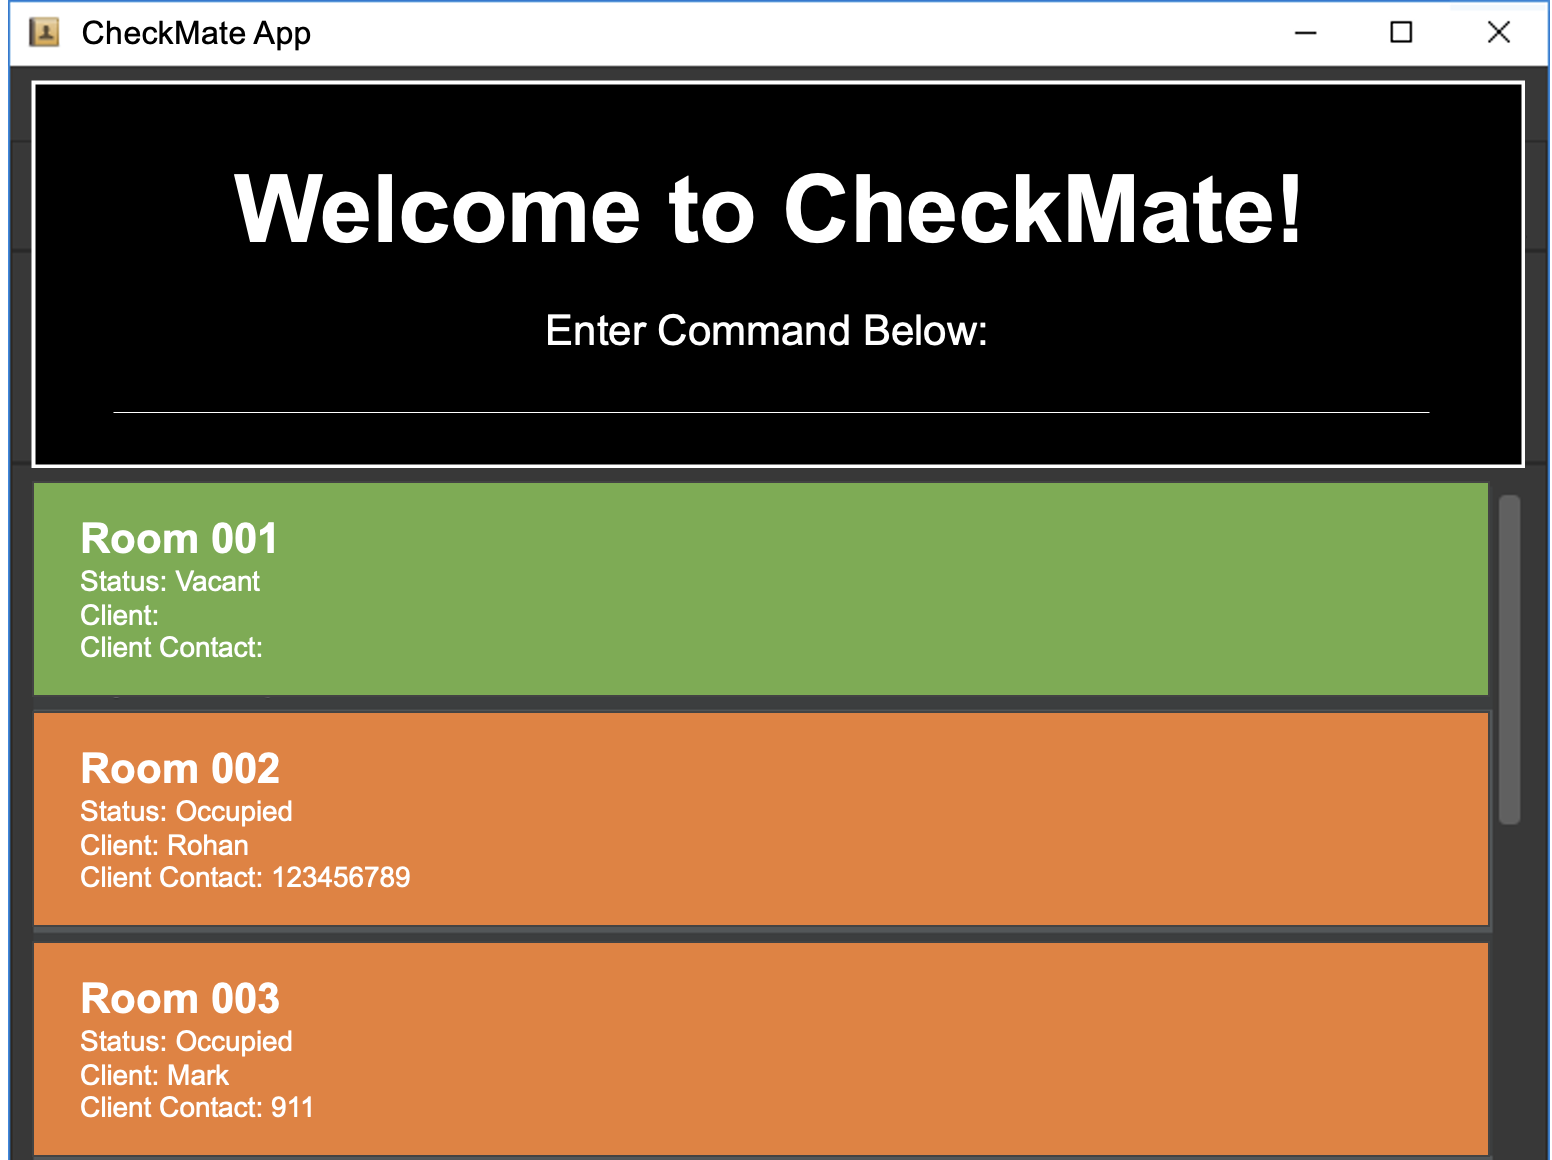 CheckMate App
Welcome to CheckMate!
Enter Command Below:
Room 001
Status: Vacant
Client:
Client Contact:
Room 002
Status: Occupied
Client: Rohan
Client Contact: 123456789
Room 003
Status: Occupied
Client: Mark
Client Contact: 911